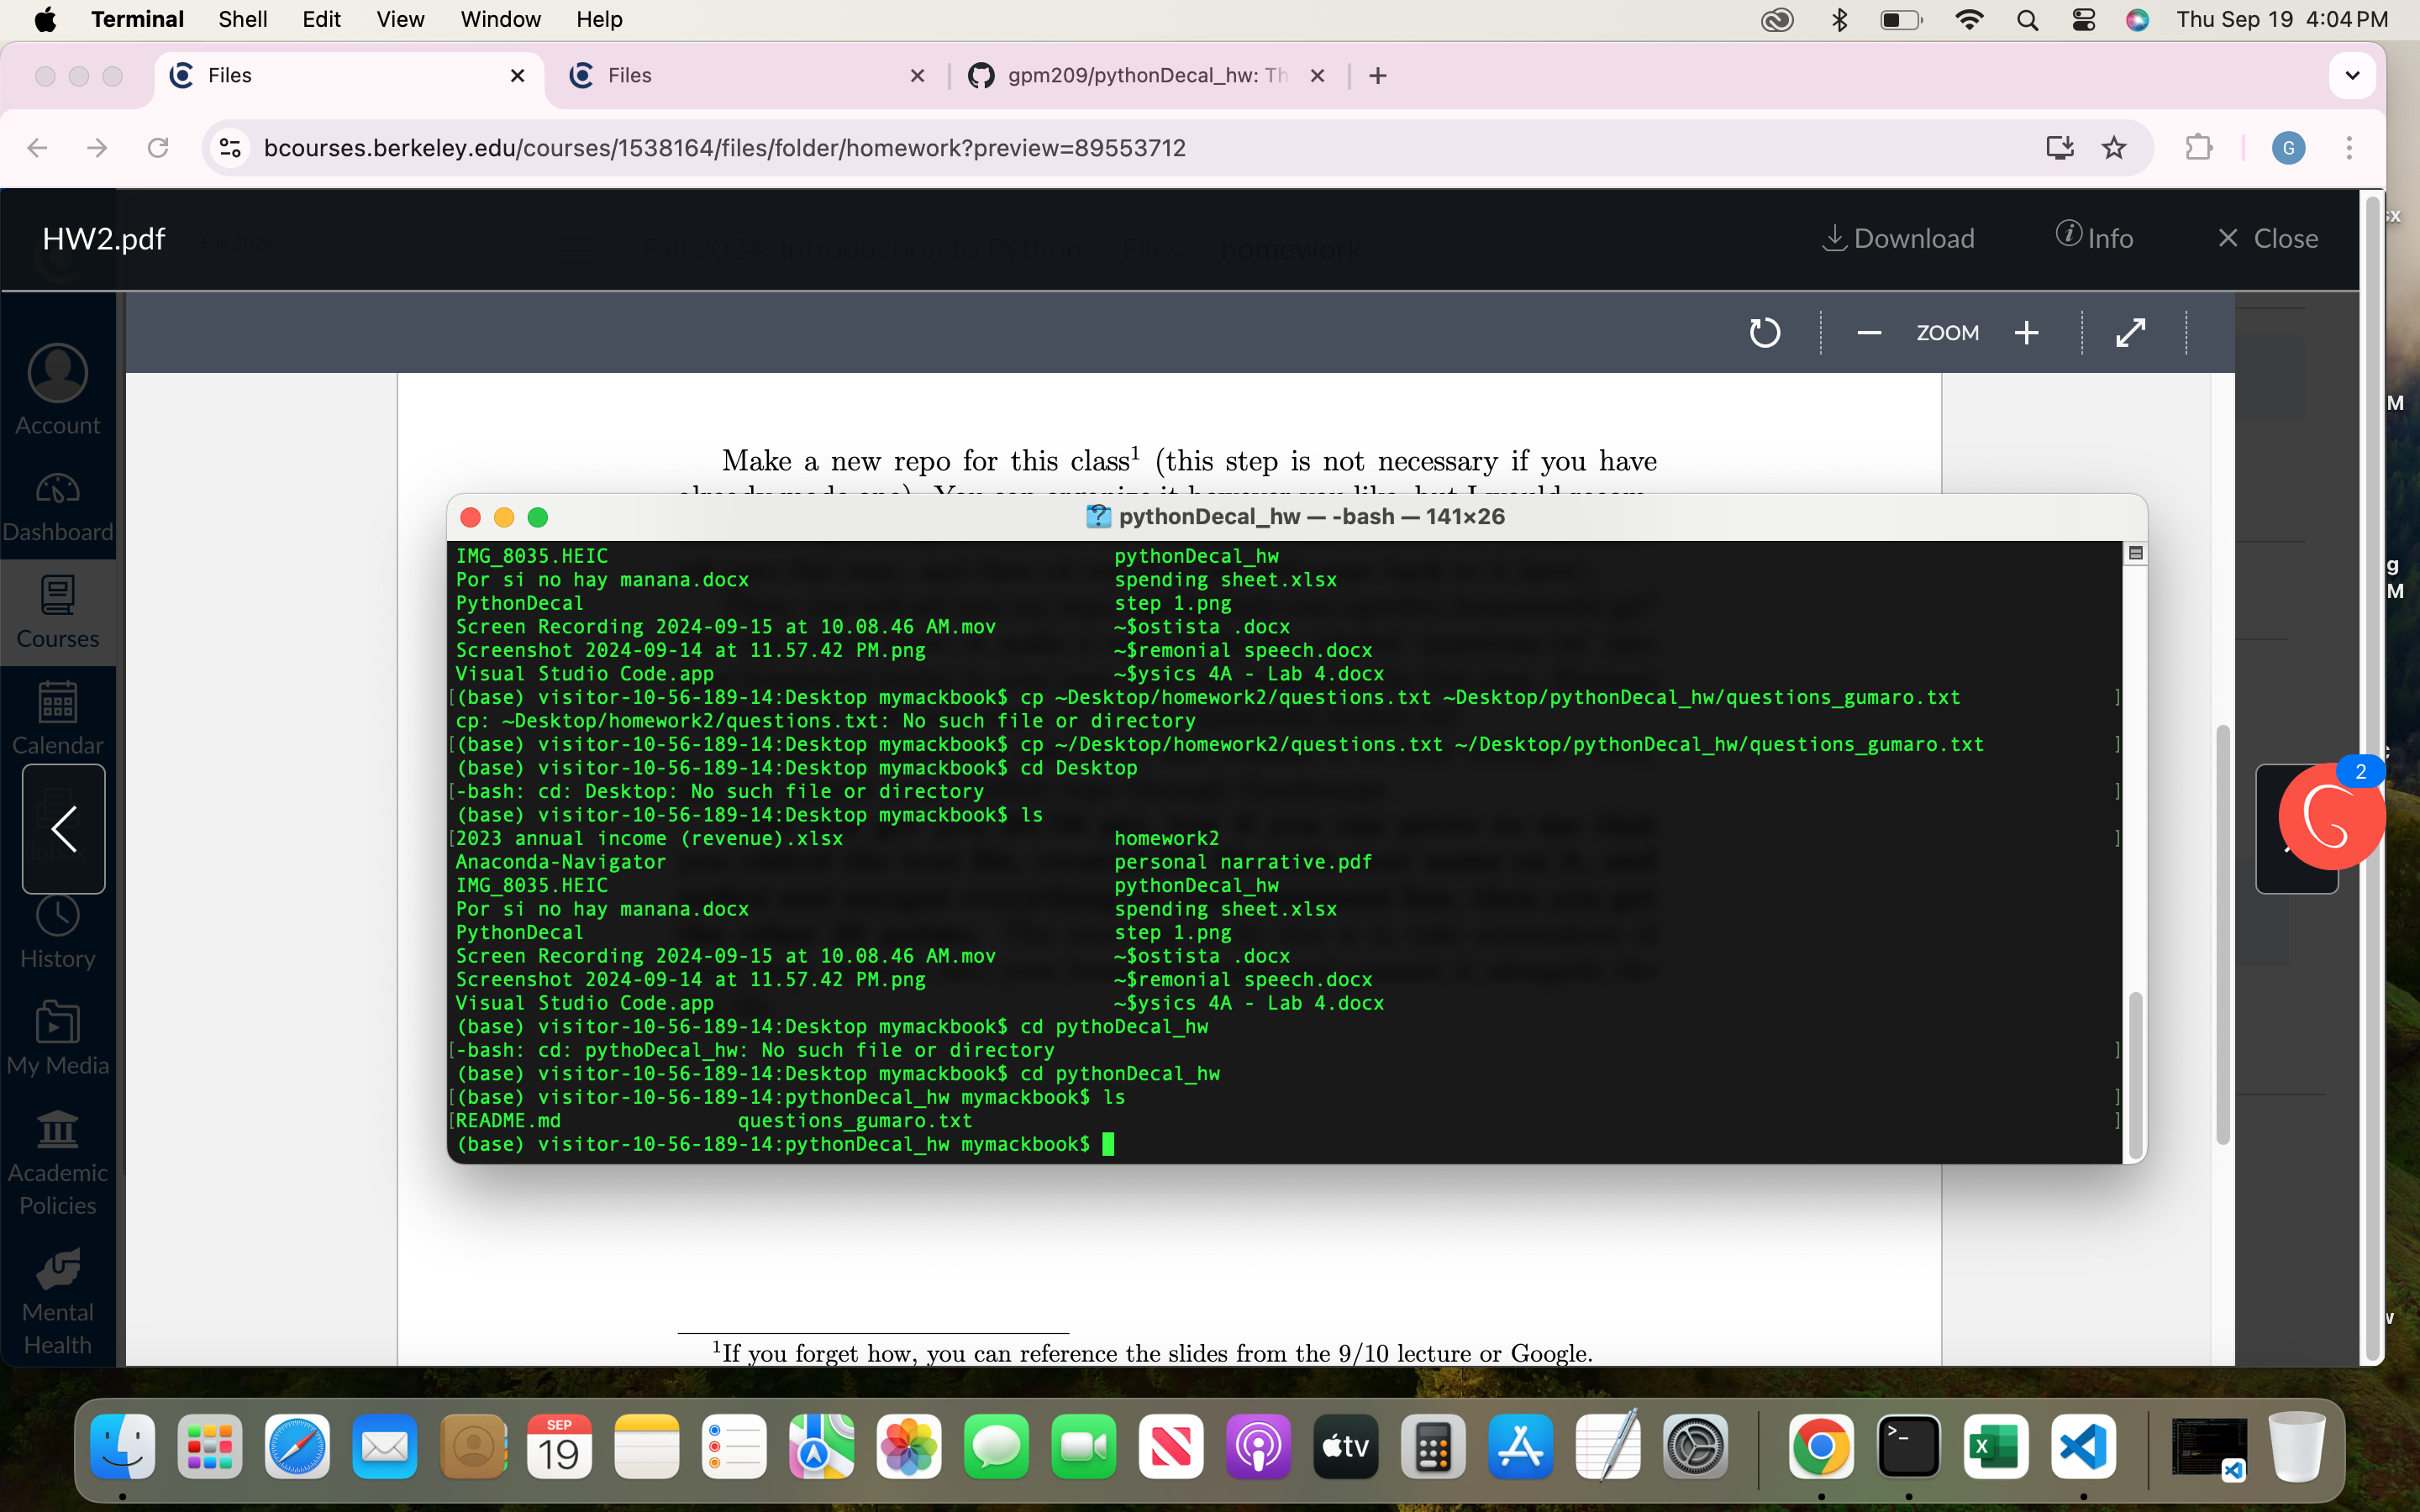 Terminal Shell Edit View Window Help Thu Sep 19 4:04 PM
Files Files gpm209/pythonDecal_hw: Th
bcourses.berkeley.edu/courses/1538164/files/folder/homework?preview=89553712 G
HW2.pdf Fall 2024: Introduction to Python Files homework Download Info Close
ZOOM
Account
Dashboard
Courses
Calendar
Inbox
History
My Media
Academic
Policies
Mental
Health
Make a new repo for this class1 (this step is not necessary if you have
pythonDecal_hw — -bash — 141×26
IMG_8035.HEIC pythonDecal_hw
Por si no hay manana.docx spending sheet.xlsx
PythonDecal step 1.png
Screen Recording 2024-09-15 at 10.08.46 AM.mov ~$ostista .docx
Screenshot 2024-09-14 at 11.57.42 PM.png ~$remonial speech.docx
Visual Studio Code.app ~$ysics 4A - Lab 4.docx
[(base) visitor-10-56-189-14:Desktop mymackbook$ cp ~Desktop/homework2/questions.txt ~Desktop/pythonDecal_hw/questions_gumaro.txt ]
cp: ~Desktop/homework2/questions.txt: No such file or directory
[(base) visitor-10-56-189-14:Desktop mymackbook$ cp ~/Desktop/homework2/questions.txt ~/Desktop/pythonDecal_hw/questions_gumaro.txt ]
(base) visitor-10-56-189-14:Desktop mymackbook$ cd Desktop
[-bash: cd: Desktop: No such file or directory ]
(base) visitor-10-56-189-14:Desktop mymackbook$ ls
[2023 annual income (revenue).xlsx homework2 ]
Anaconda-Navigator personal narrative.pdf
IMG_8035.HEIC pythonDecal_hw
Por si no hay manana.docx spending sheet.xlsx
PythonDecal step 1.png
Screen Recording 2024-09-15 at 10.08.46 AM.mov ~$ostista .docx
Screenshot 2024-09-14 at 11.57.42 PM.png ~$remonial speech.docx
Visual Studio Code.app ~$ysics 4A - Lab 4.docx
(base) visitor-10-56-189-14:Desktop mymackbook$ cd pythoDecal_hw
[-bash: cd: pythoDecal_hw: No such file or directory ]
(base) visitor-10-56-189-14:Desktop mymackbook$ cd pythonDecal_hw
[(base) visitor-10-56-189-14:pythonDecal_hw mymackbook$ ls ]
[README.md questions_gumaro.txt ]
(base) visitor-10-56-189-14:pythonDecal_hw mymackbook$
1If you forget how, you can reference the slides from the 9/10 lecture or Google.
2
SEP
19
tv